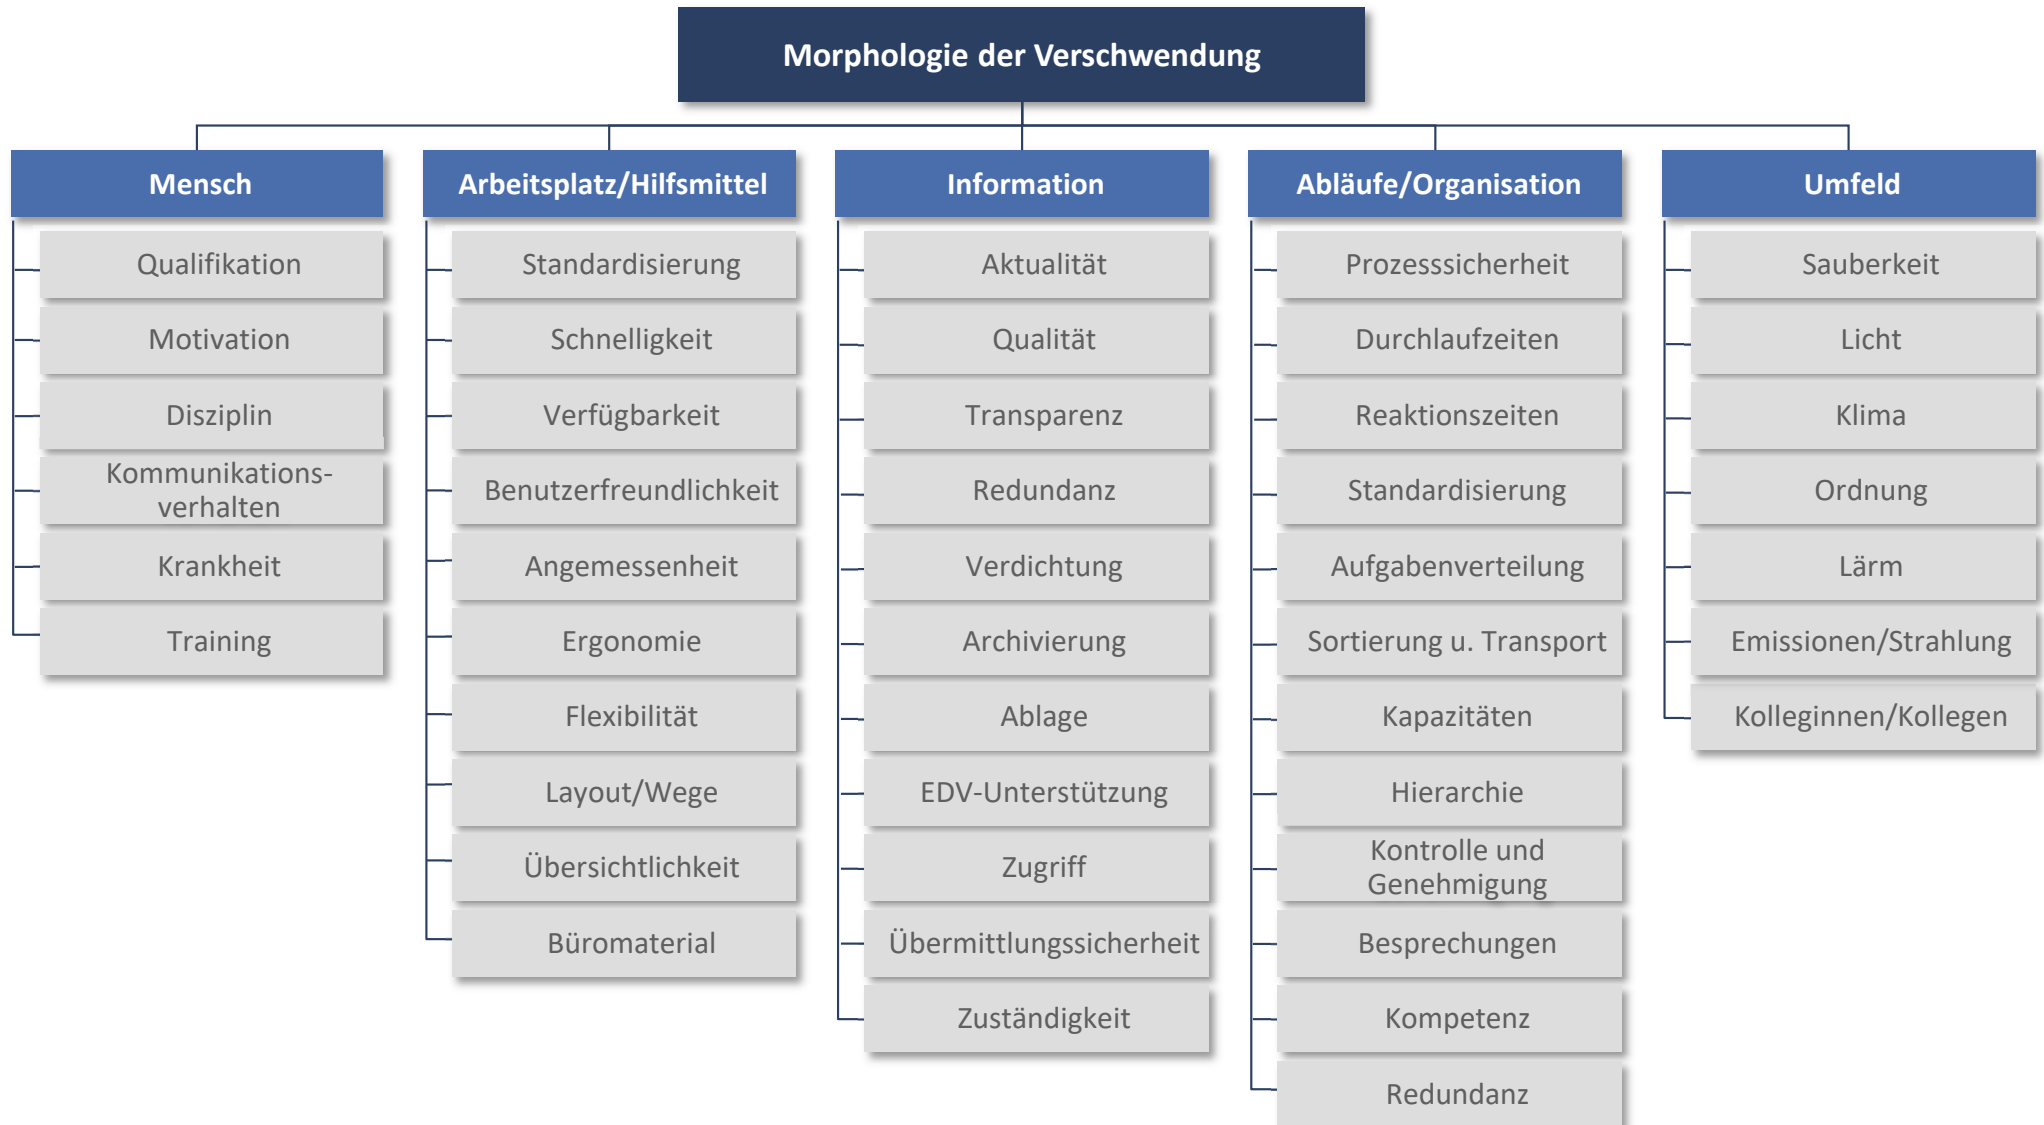 Morphologie der Verschwendung
Mensch
Qualifikation
Motivation
Disziplin
Kommunikations-
verhalten
Krankheit
Training
Arbeitsplatz/Hilfsmittel
Standardisierung
Schnelligkeit
Verfügbarkeit
Benutzerfreundlichkeit
Angemessenheit
Ergonomie
Flexibilität
Layout/Wege
Übersichtlichkeit
Büromaterial
Information
Aktualität
Qualität
Transparenz
Redundanz
Verdichtung
Archivierung
Ablage
EDV-Unterstützung
Zugriff
Übermittlungssicherheit
Zuständigkeit
Abläufe/Organisation
Prozesssicherheit
Durchlaufzeiten
Reaktionszeiten
Standardisierung
Aufgabenverteilung
Sortierung u. Transport
Kapazitäten
Hierarchie
Kontrolle und
Genehmigung
Besprechungen
Kompetenz
Redundanz
Umfeld
Sauberkeit
Licht
Klima
Ordnung
Lärm
Emissionen/Strahlung
Kolleginnen/Kollegen